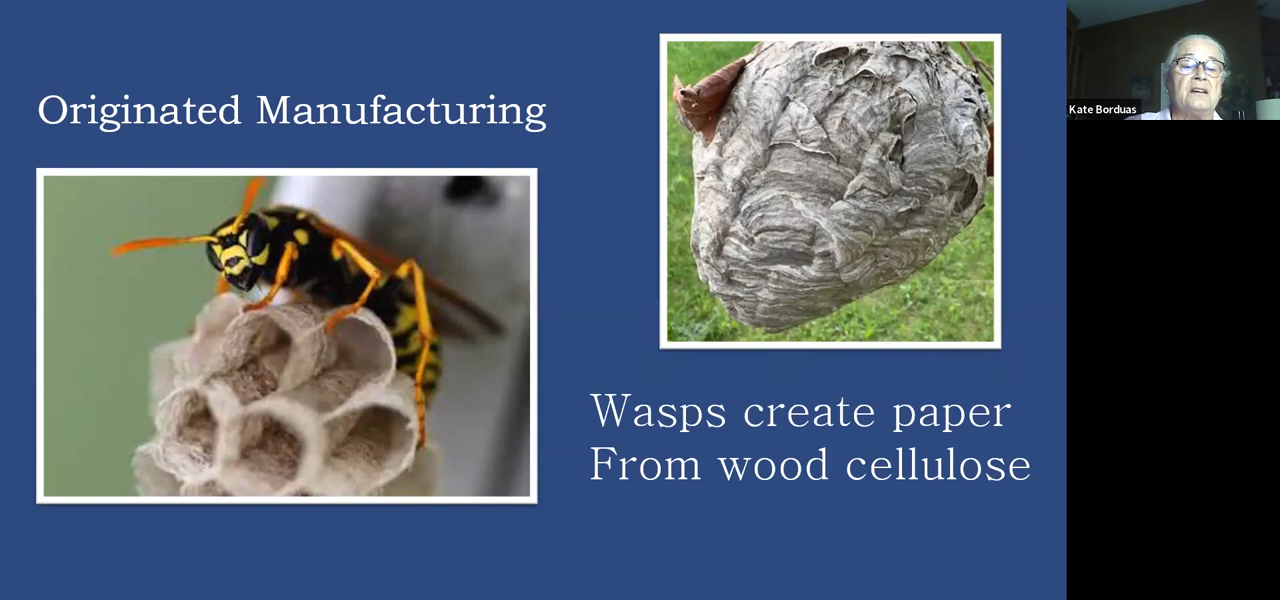 Originated Manufacturing
Wasps create paper
From wood cellulose
Kate Borduas